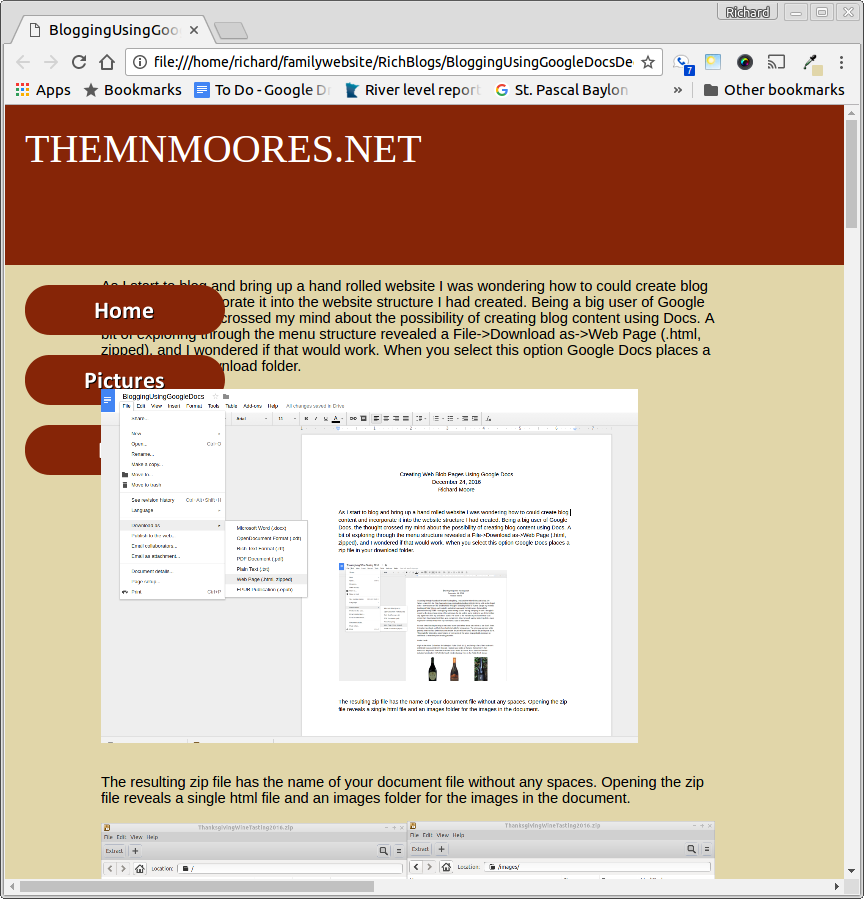 Richard
BloggingUsingGoo
file:///home/richard/familywebsite/RichBlogs/BloggingUsingGoogleDocsDe
7
Apps Bookmarks To Do - Google Dr River level report St. Pascal Baylon » Other bookmarks
THEMNMOORES.NET
As I start to blog and bring up a hand rolled website I was wondering how to could create blog
Home
orate it into the website structure I had created. Being a big user of Google
crossed my mind about the possibility of creating blog content using Docs. A
bit of exploring through the menu structure revealed a File->Download as->Web Page (.html,
zipped), and I wondered if that would work. When you select this option Google Docs places a
wnload folder.
Pictures
BloggingUsingGoogleDocs
File Edit View Insert Format Tools Table Add-ons Help All changes saved in Drive
Arial 11 B I U A
Share...
New
Open... Ctrl+O
Rename...
Make a copy...
Move to...
Move to trash
See revision history Ctrl+Alt+Shift+H
Language
Download as
Publish to the web...
Email collaborators...
Email as attachment...
Document details...
Page setup...
Print Ctrl+P
Microsoft Word (.docx)
OpenDocument Format (.odt)
Rich Text Format (.rtf)
PDF Document (.pdf)
Plain Text (.txt)
Web Page (.html, zipped)
EPUB Publication (.epub)
Creating Web Blob Pages Using Google Docs
December 24, 2016
Richard Moore
As I start to blog and bring up a hand rolled website I was wondering how to could create blog
content and incorporate it into the website structure I had created. Being a big user of Google
Docs, the thought crossed my mind about the possibility of creating blog content using Docs. A
bit of exploring through the menu structure revealed a File->Download as->Web Page (.html,
zipped), and I wondered if that would work. When you select this option Google Docs places a
zip file in your download folder.
The resulting zip file has the name of your document file without any spaces. Opening the zip
file reveals a single html file and an images folder for the images in the document.
The resulting zip file has the name of your document file without any spaces. Opening the zip
file reveals a single html file and an images folder for the images in the document.
ThanksgivingWineTasting2016.zip
File Edit View Help
Extract +
Location: /
ThanksgivingWineTasting2016.zip
File Edit View Help
Extract +
Location: /images/